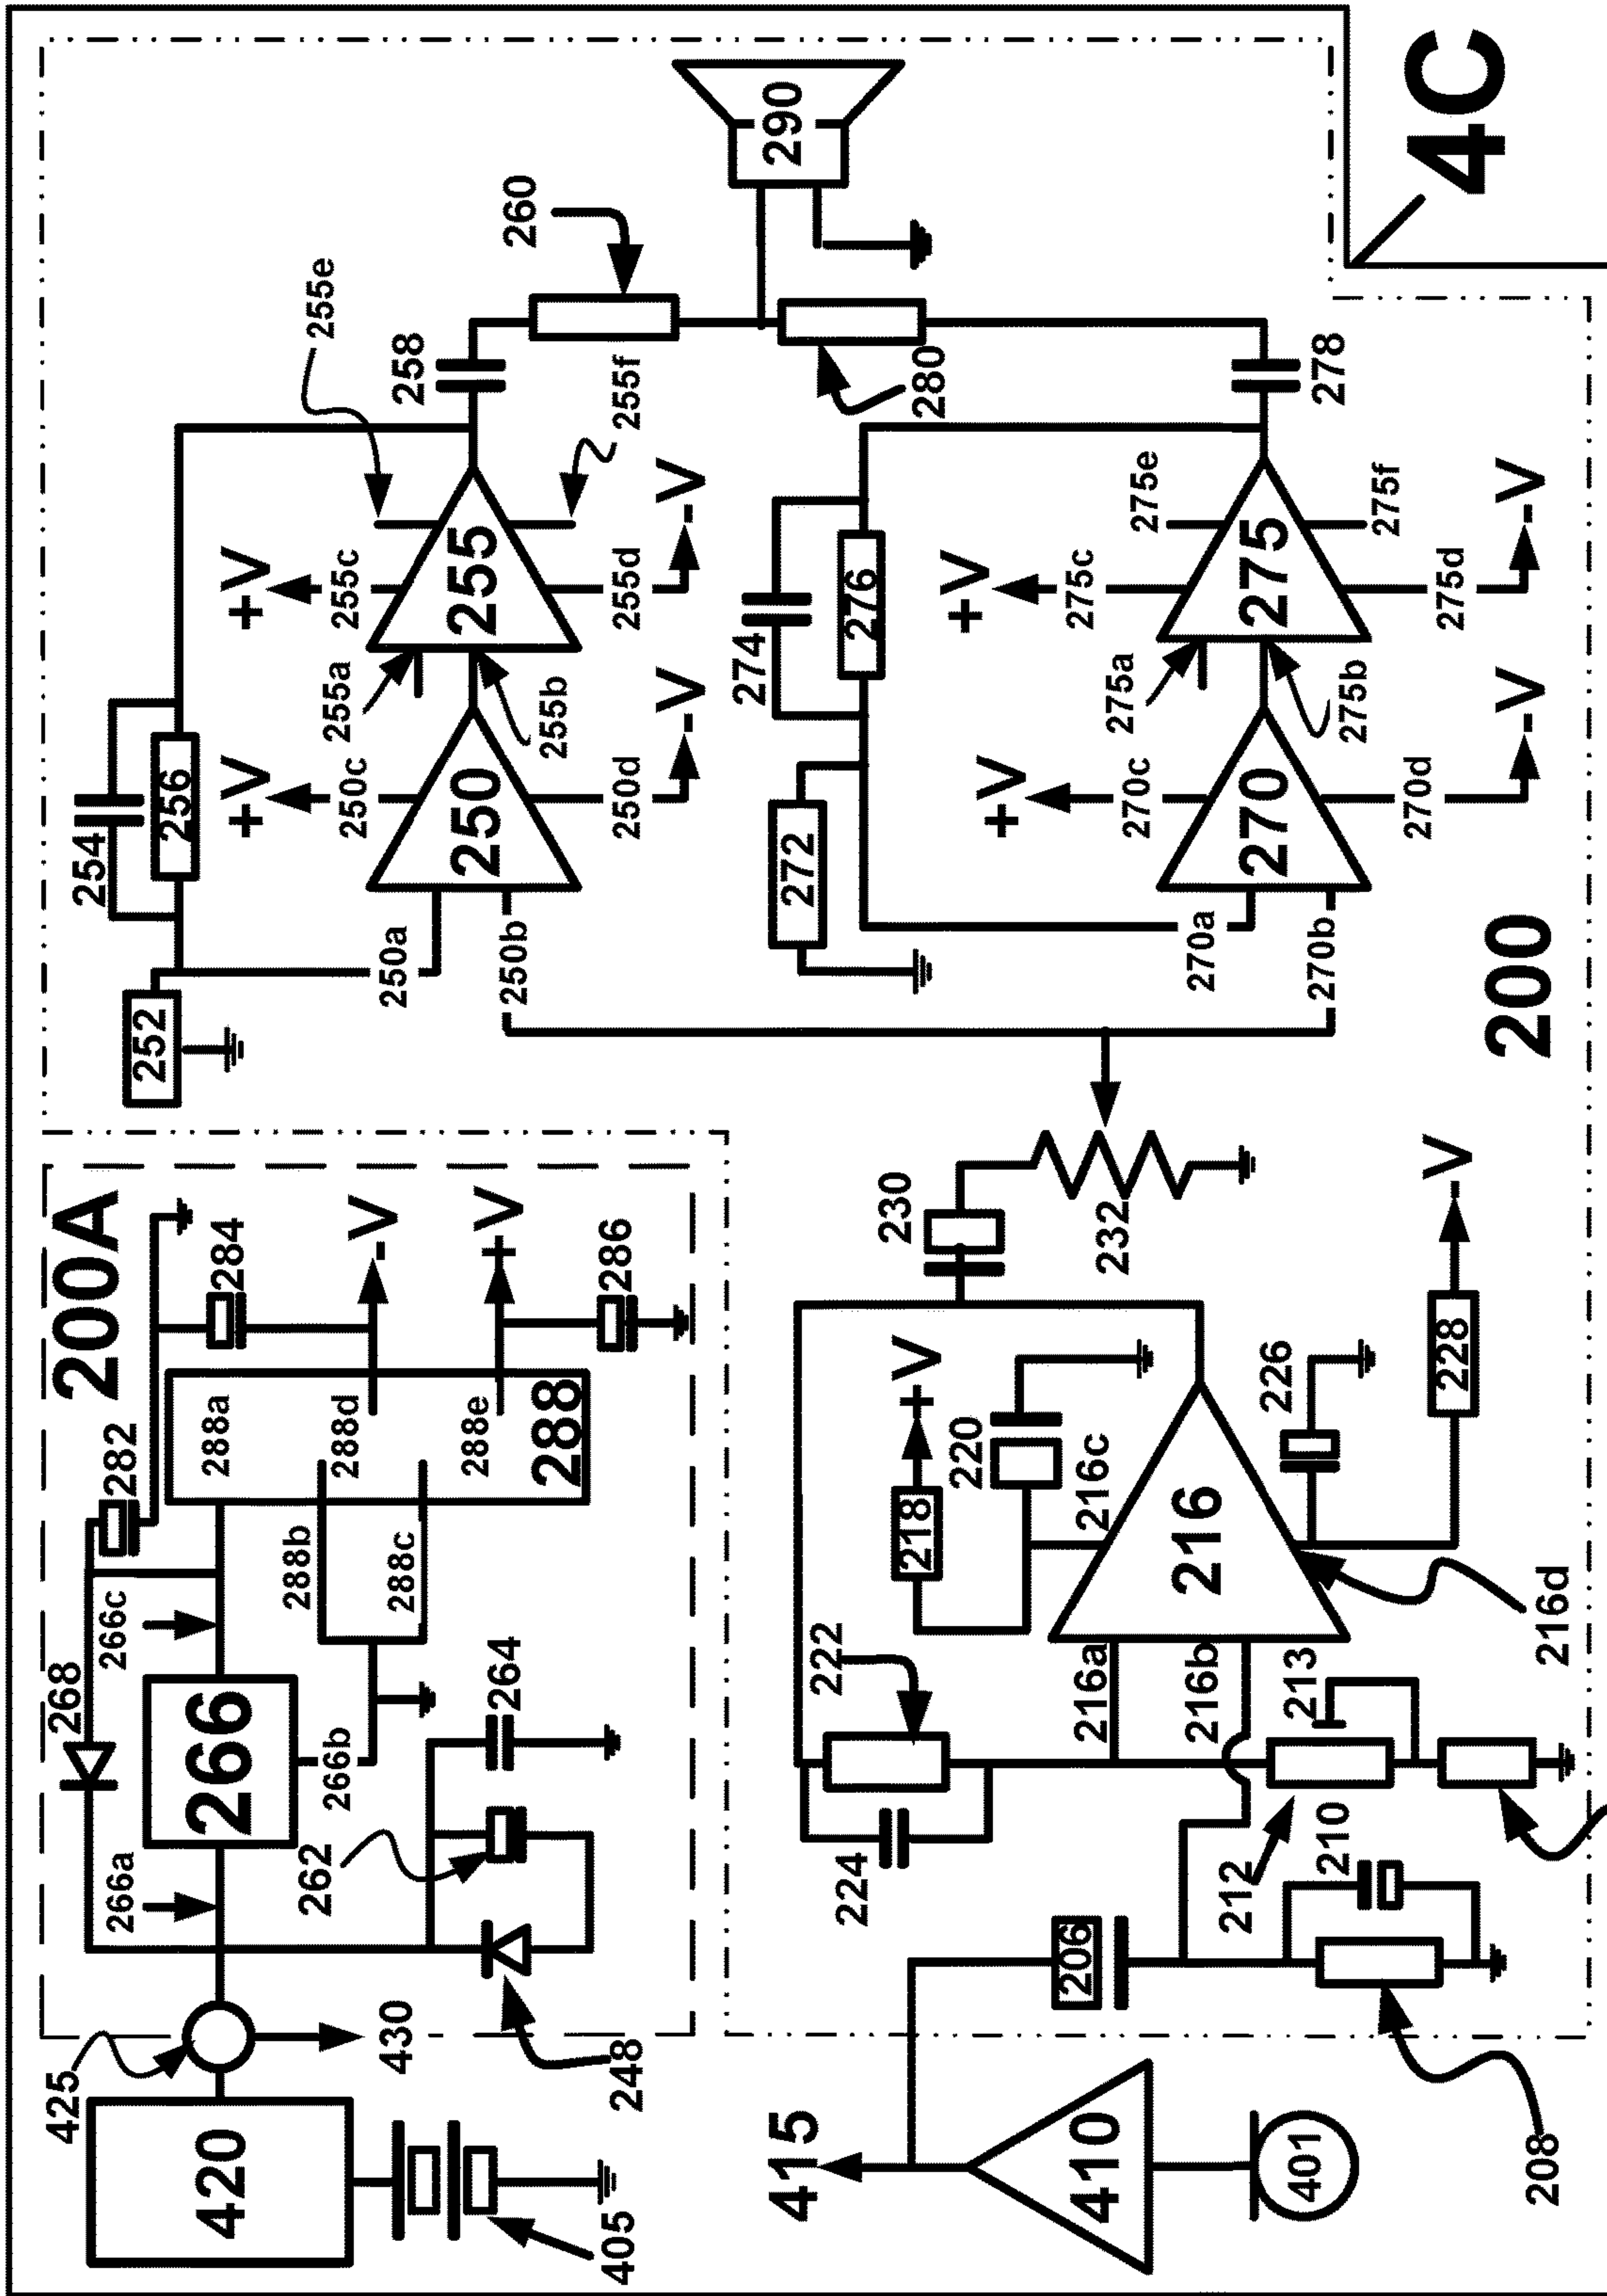 200A
425
420
405
430
266a
268
266
266b
266c
282
288a
288b
288c
288d
288e
288
284
-V
+V
286
262
264
248
415
410
401
206
208
210
212
213
224
222
216a
216b
216
216c
216d
218
+V
220
226
228
-V
230
232
252
254
256
250a
250b
250
250c
+V
250d
-V
255a
255b
255
255c
+V
255d
-V
255e
255f
258
260
290
280
272
274
276
270a
270b
270
270c
+V
270d
-V
275a
275b
275
275c
+V
275d
-V
275e
275f
278
200
4C